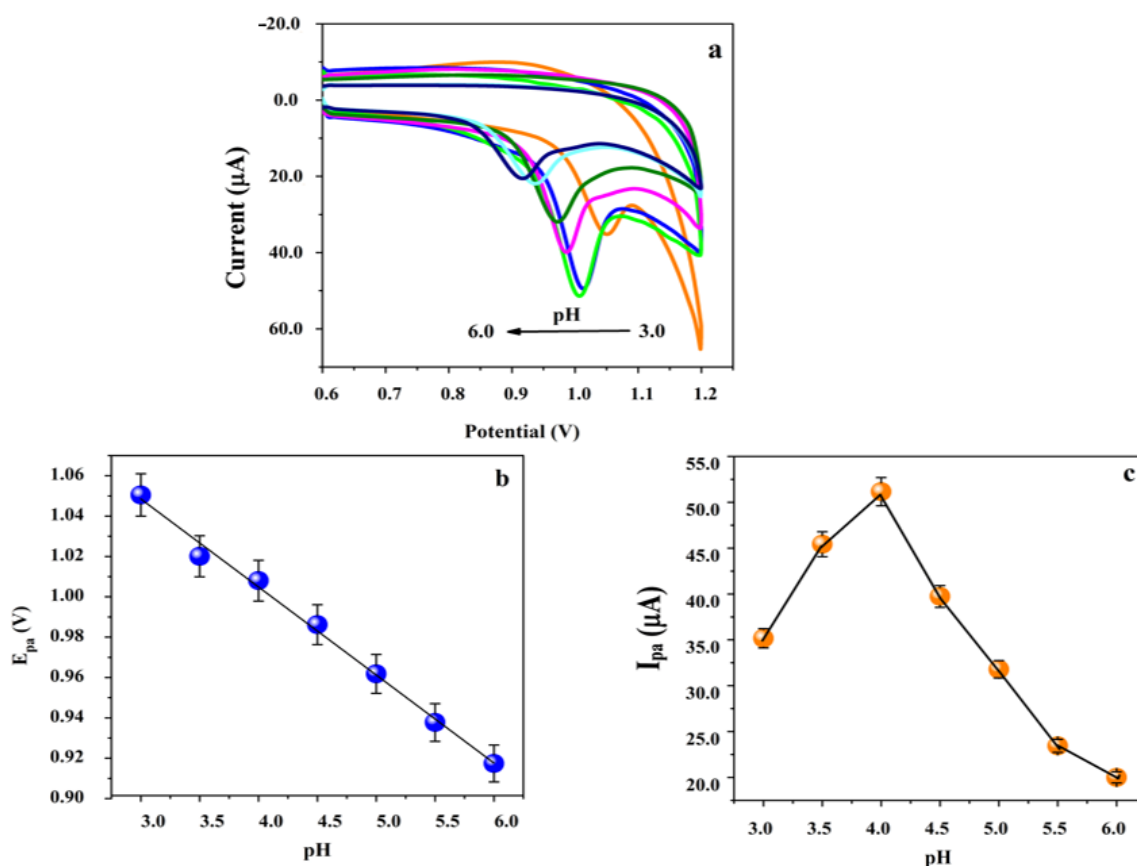 a
-20.0
0.0
20.0
40.0
60.0
Current (µA)
pH
6.0 3.0
0.6 0.7 0.8 0.9 1.0 1.1 1.2
Potential (V)
b
1.06
1.04
1.02
1.00
0.98
0.96
0.94
0.92
0.90
Epa (V)
3.0 3.5 4.0 4.5 5.0 5.5 6.0
pH
c
55.0
50.0
45.0
40.0
35.0
30.0
25.0
20.0
Ipa (µA)
3.0 3.5 4.0 4.5 5.0 5.5 6.0
pH